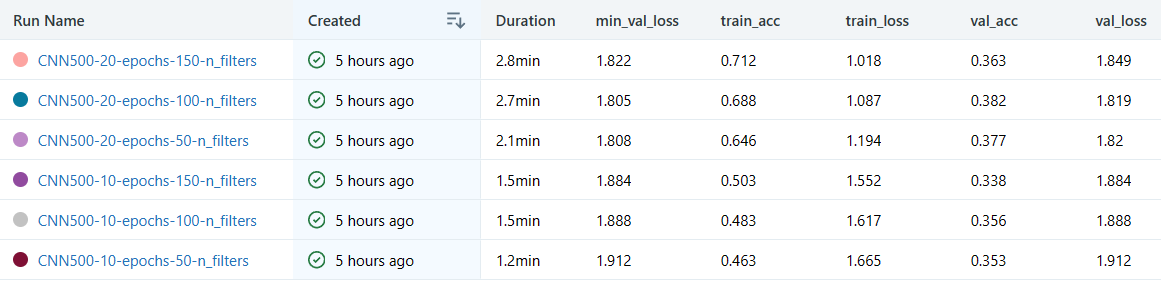 Run Name Created Duration min_val_loss train_acc train_loss val_acc val_loss
CNN500-20-epochs-150-n_filters 5 hours ago 2.8min 1.822 0.712 1.018 0.363 1.849
CNN500-20-epochs-100-n_filters 5 hours ago 2.7min 1.805 0.688 1.087 0.382 1.819
CNN500-20-epochs-50-n_filters 5 hours ago 2.1min 1.808 0.646 1.194 0.377 1.82
CNN500-10-epochs-150-n_filters 5 hours ago 1.5min 1.884 0.503 1.552 0.338 1.884
CNN500-10-epochs-100-n_filters 5 hours ago 1.5min 1.888 0.483 1.617 0.356 1.888
CNN500-10-epochs-50-n_filters 5 hours ago 1.2min 1.912 0.463 1.665 0.353 1.912